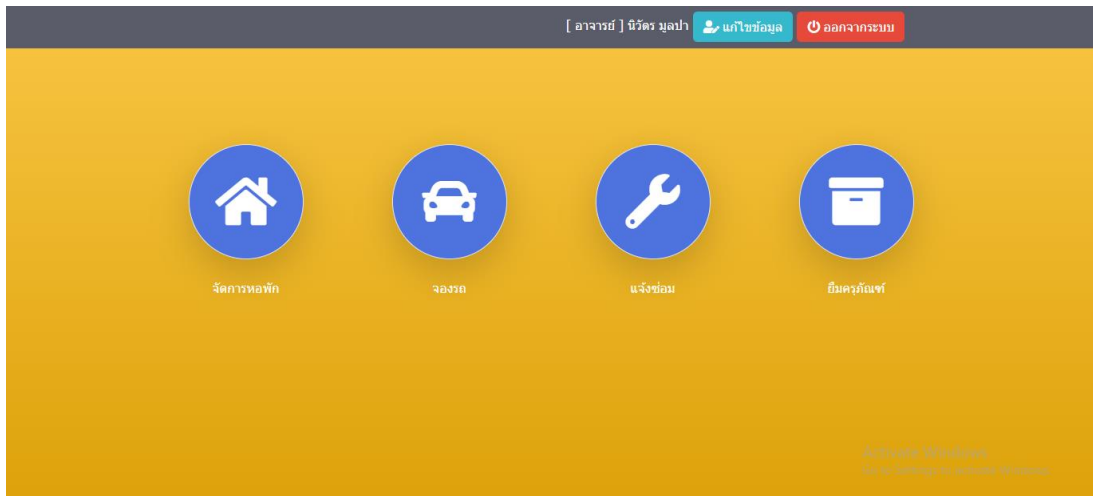 [ อาจารย์ ] นิวัตร มูลปา แก้ไขข้อมูล ออกจากระบบ
จัดการหอพัก จองรถ แจ้งซ่อม ยืมครุภัณฑ์
Activate Windows